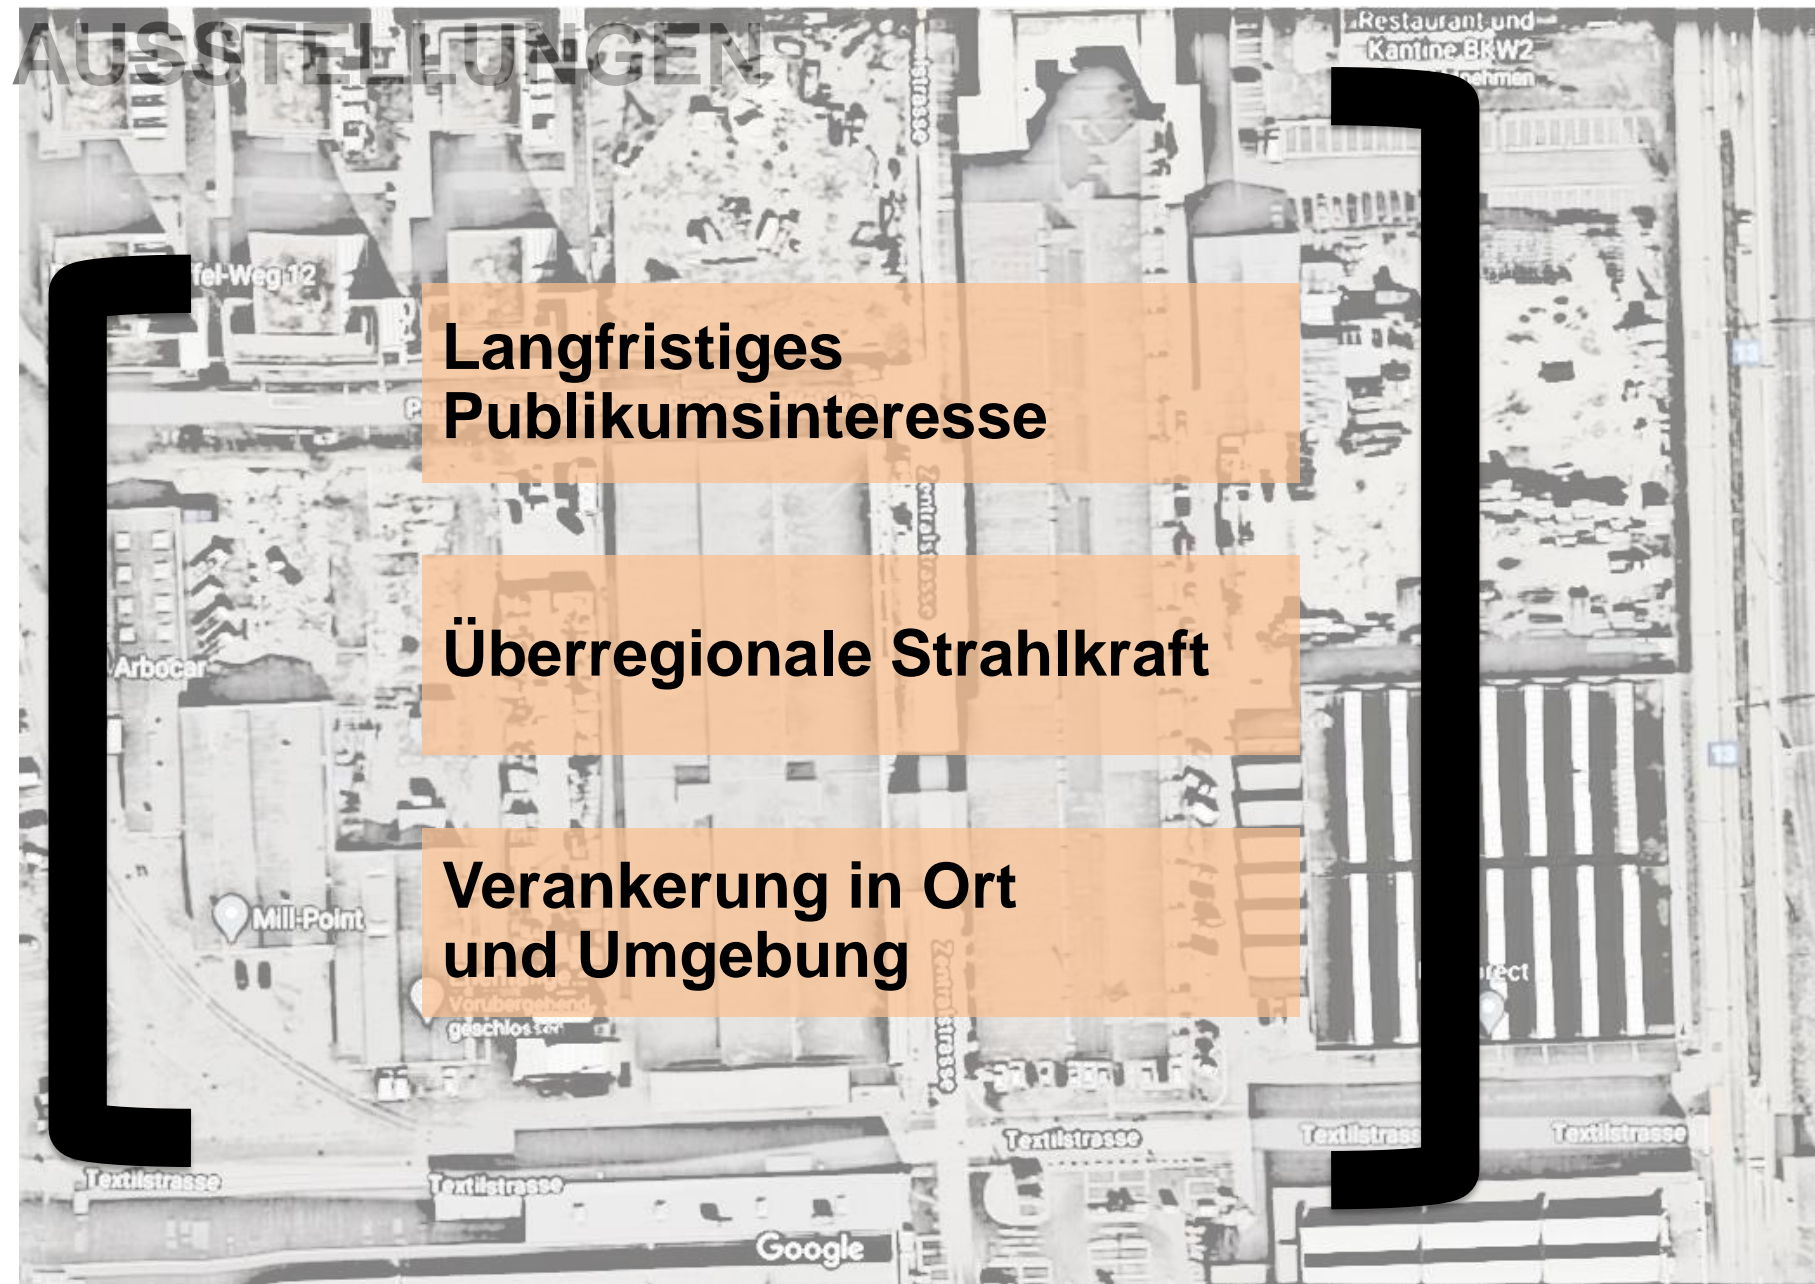 AUSSTELLUNGEN
Restaurant und
Kantine BKW2
fel-Weg 12
Langfristiges
Publikumsinteresse
Zentralstrasse
Überregionale Strahlkraft
Arbocar
Verankerung in Ort
und Umgebung
Mill-Point
Vorübergehend
geschlossen
Zentralstrasse
Textilstrasse
Textilstrasse
Textilstrasse
Textilstrasse
Textilstrasse
Google